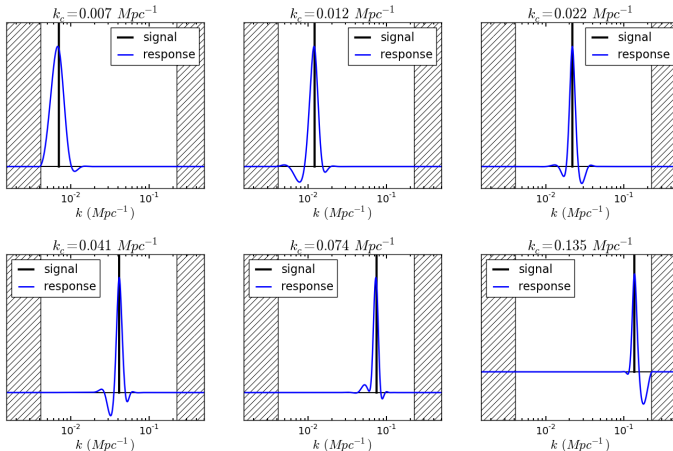 k_c = 0.007 Mpc^{-1}
signal
response
10^{-2} 10^{-1}
k (Mpc^{-1})
k_c = 0.012 Mpc^{-1}
signal
response
10^{-2} 10^{-1}
k (Mpc^{-1})
k_c = 0.022 Mpc^{-1}
signal
response
10^{-2} 10^{-1}
k (Mpc^{-1})
k_c = 0.041 Mpc^{-1}
signal
response
10^{-2} 10^{-1}
k (Mpc^{-1})
k_c = 0.074 Mpc^{-1}
signal
response
10^{-2} 10^{-1}
k (Mpc^{-1})
k_c = 0.135 Mpc^{-1}
signal
response
10^{-2} 10^{-1}
k (Mpc^{-1})